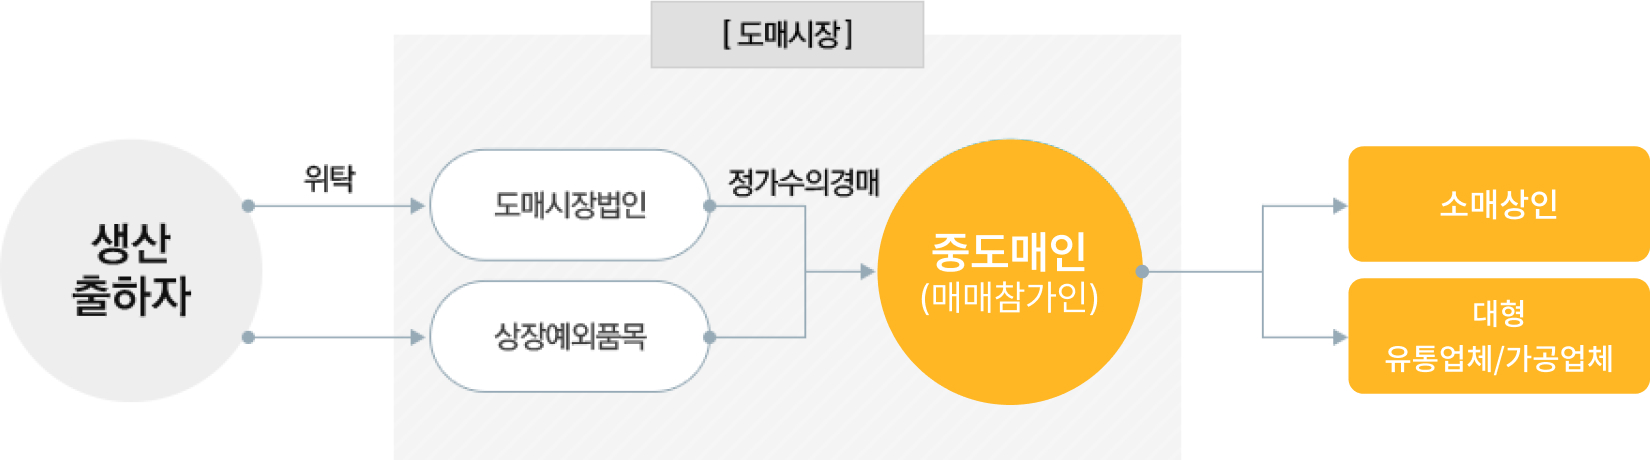 [ 도매시장 ]
생산
출하자
위탁
도매시장법인
상장예외품목
정가수의경매
중도매인
(매매참가인)
소매상인
대형
유통업체/가공업체